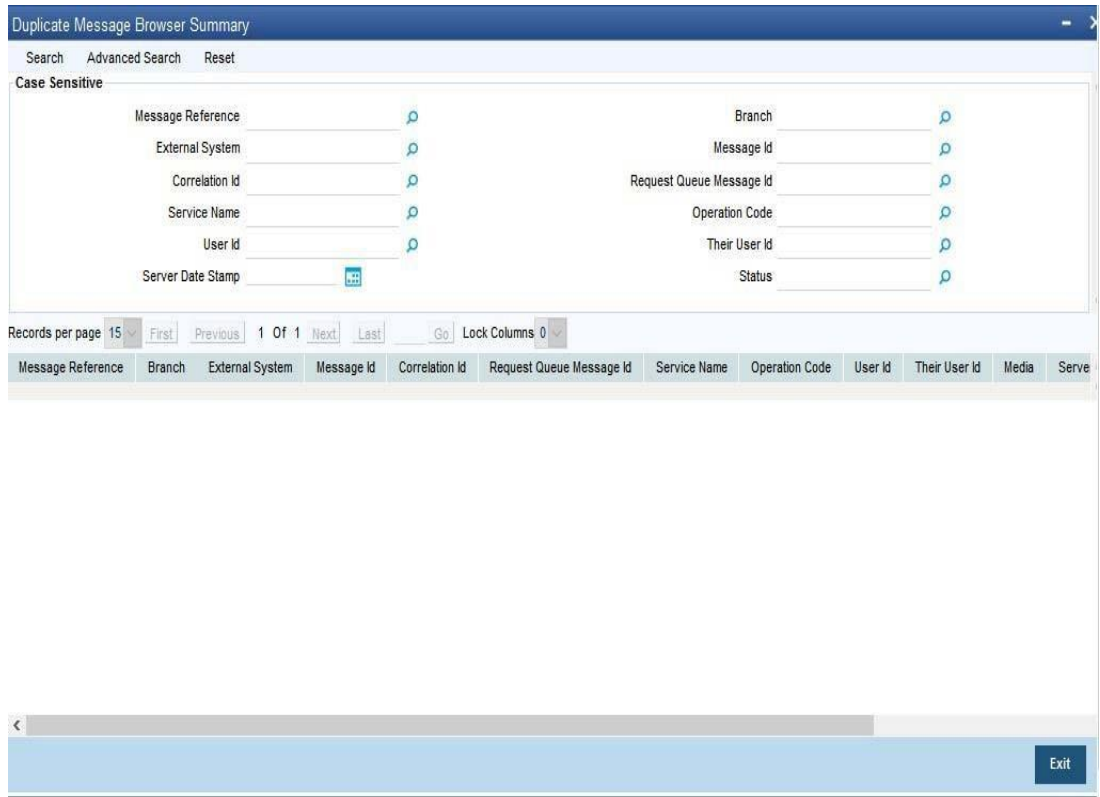 Duplicate Message Browser Summary
Search Advanced Search Reset
Case Sensitive
Message Reference Branch
External System Message Id
Correlation Id Request Queue Message Id
Service Name Operation Code
User Id Their User Id
Server Date Stamp Status
Records per page 15 First Previous 1 Of 1 Next Last Go Lock Columns 0
Message Reference Branch External System Message Id Correlation Id Request Queue Message Id Service Name Operation Code User Id Their User Id Media Serve
Exit